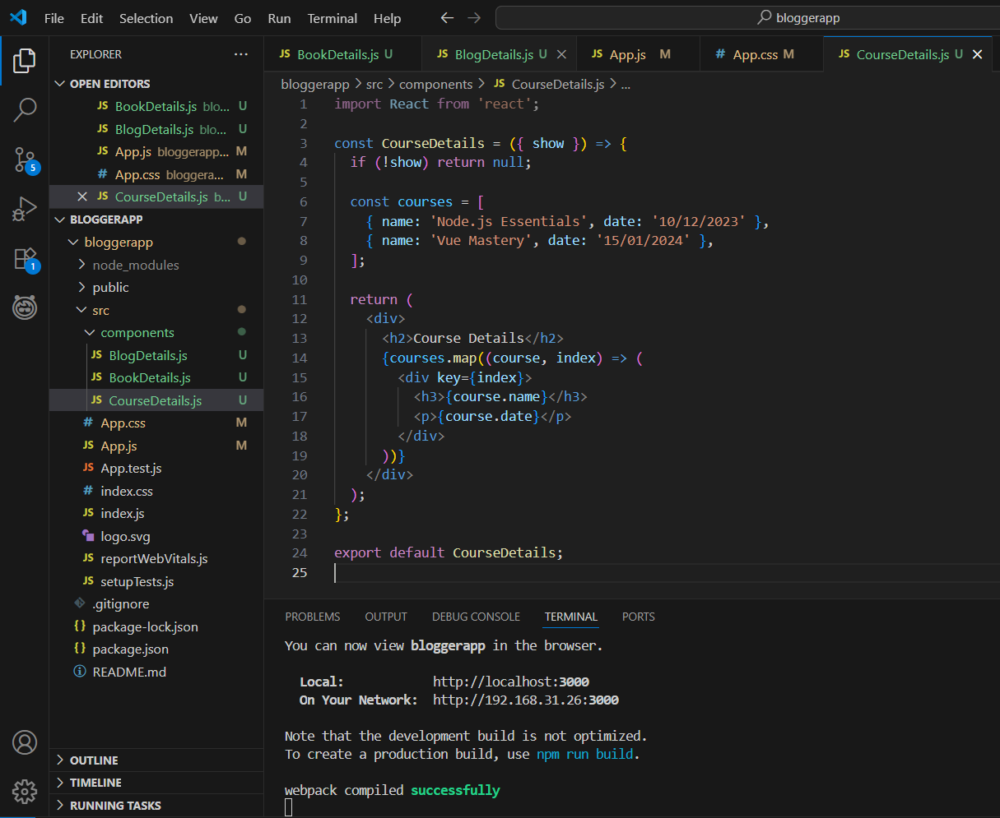 File Edit Selection View Go Run Terminal Help
bloggerapp
EXPLORER
OPEN EDITORS
JS BookDetails.js blo... U
JS BlogDetails.js blo... U
JS App.js bloggerapp... M
# App.css bloggera... M
JS CourseDetails.js b... U
BLOGGERAPP
bloggerapp
node_modules
public
src
components
JS BlogDetails.js U
JS BookDetails.js U
JS CourseDetails.js U
# App.css M
JS App.js M
JS App.test.js
# index.css
JS index.js
logo.svg
JS reportWebVitals.js
JS setupTests.js
.gitignore
{} package-lock.json
{} package.json
README.md
OUTLINE
TIMELINE
RUNNING TASKS
5
1
JS BookDetails.js U JS BlogDetails.js U JS App.js M # App.css M JS CourseDetails.js U
bloggerapp > src > components > JS CourseDetails.js > ...
1 import React from 'react';
2
3 const CourseDetails = ({ show }) => {
4 if (!show) return null;
5
6 const courses = [
7 { name: 'Node.js Essentials', date: '10/12/2023' },
8 { name: 'Vue Mastery', date: '15/01/2024' },
9 ];
10
11 return (
12 <div>
13 <h2>Course Details</h2>
14 {courses.map((course, index) => (
15 <div key={index}>
16 <h3>{course.name}</h3>
17 <p>{course.date}</p>
18 </div>
19 ))}
20 </div>
21 );
22 };
23
24 export default CourseDetails;
25
PROBLEMS OUTPUT DEBUG CONSOLE TERMINAL PORTS
You can now view bloggerapp in the browser.
Local: http://localhost:3000
On Your Network: http://192.168.31.26:3000
Note that the development build is not optimized.
To create a production build, use npm run build.
webpack compiled successfully